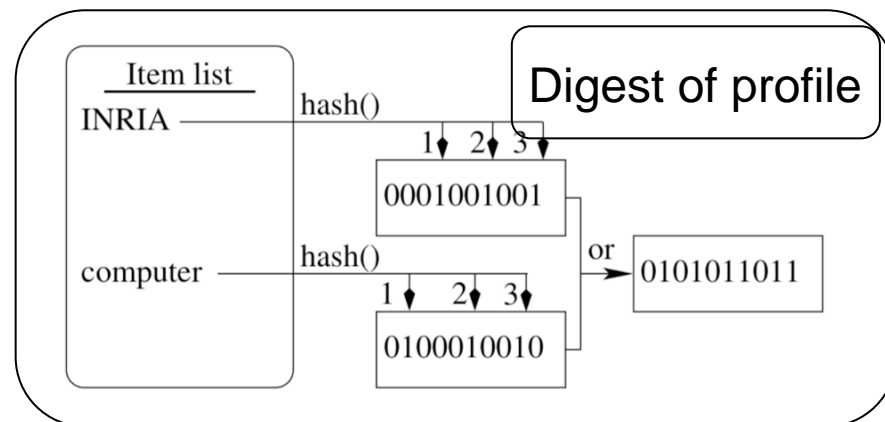 Digest of profile
Item list
INRIA
hash()
1 2 3
0001001001
computer
hash()
1 2 3
0100010010
or
0101011011